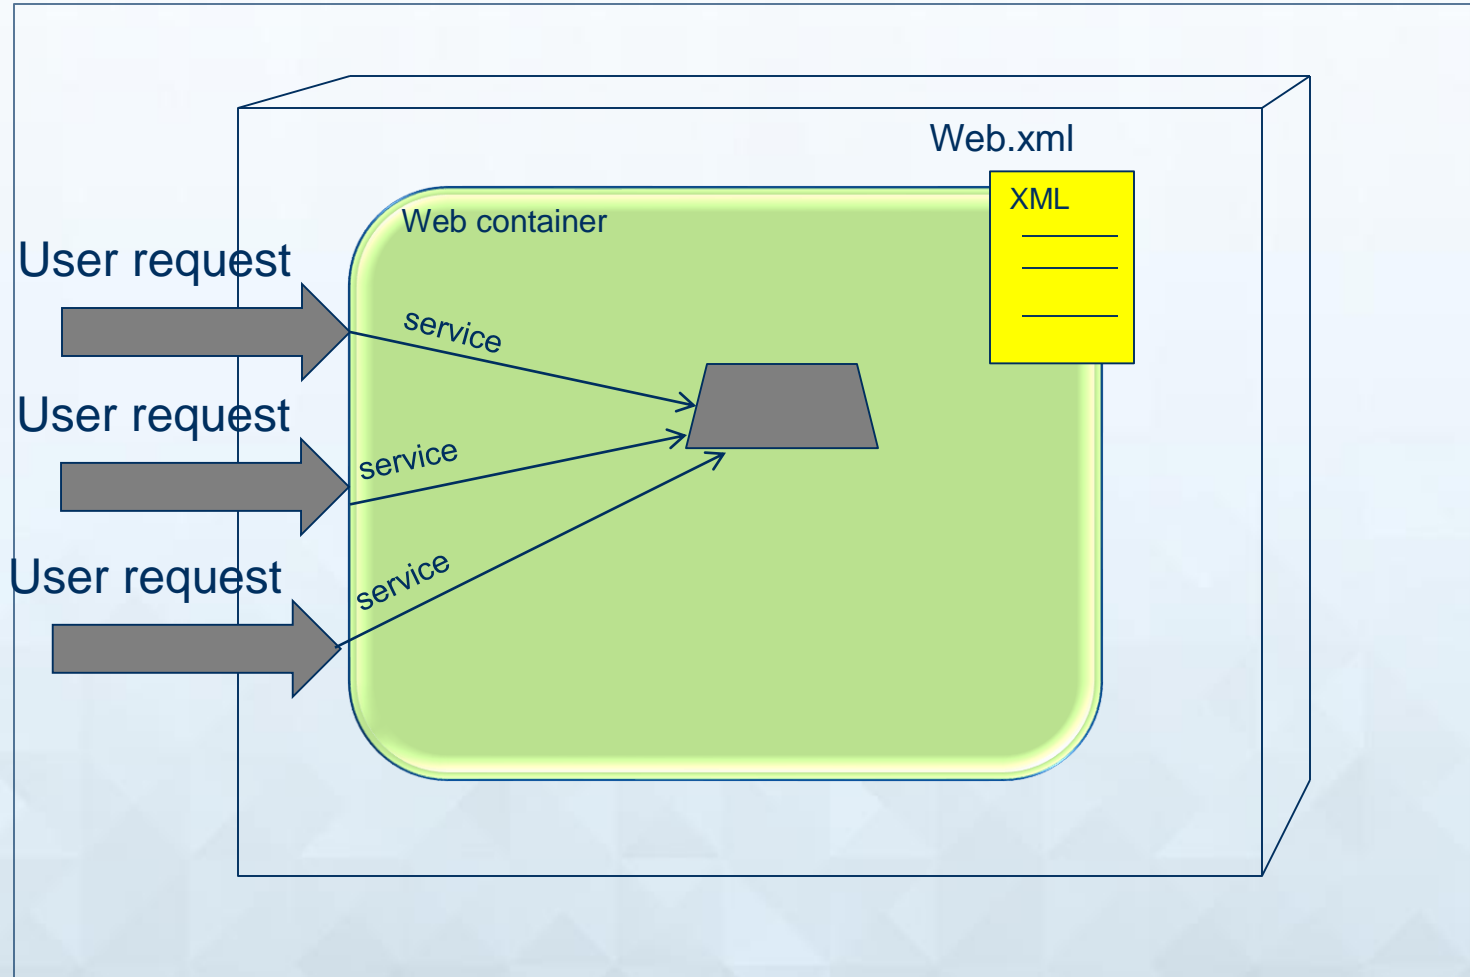 Web.xml
XML
Web container
User request
service
User request
service
User request
service